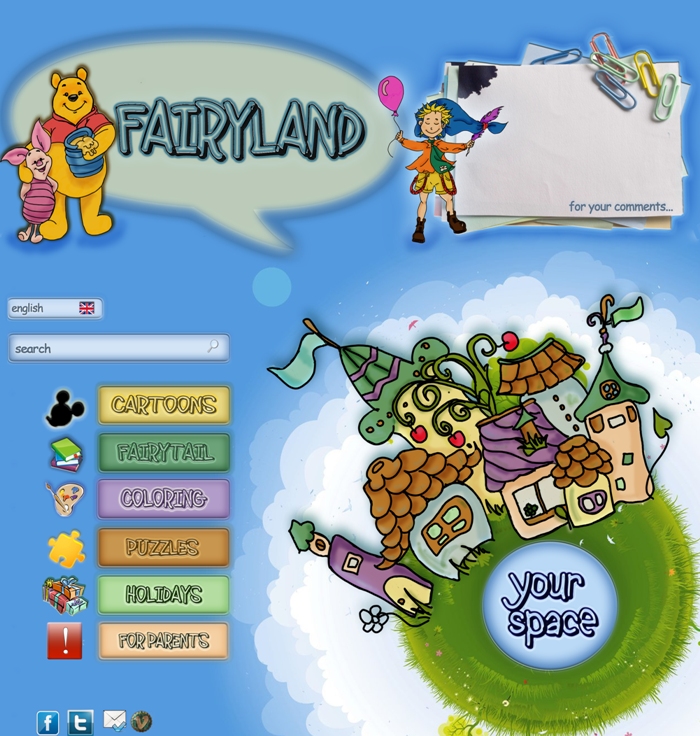 FAIRYLAND
for your comments...
english
search
CARTOONS
FAIRYTAIL
COLORING
PUZZLES
HOLIDAYS
!
FOR PARENTS
your
space
f
t